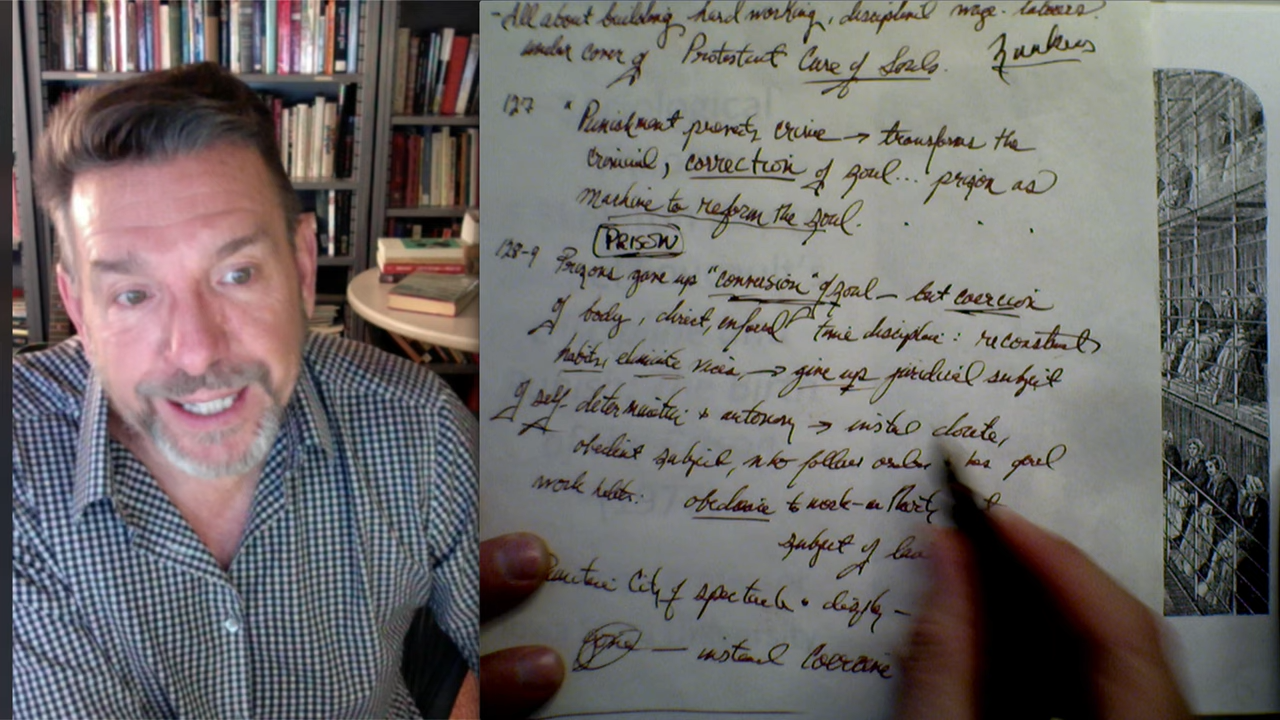 - All about building hard working, disciplined wage-laborers
under cover of Protestant Care of Souls.
127 "Punishment prevents crime → transforms the
criminal, correction of soul... prison as
machine to reform the soul.
PRISON
128-9 Prisons gave up "conversion" of soul — but coercion
of body, direct, enforced time discipline: reconstruct
habits, eliminate vices, → give up juridical subject
of self-determination & autonomy → instead docile,
obedient subject, who follows orders has good
work habits: obedience to work-authority
subject of law
Punitive City of spectacle & display —
gone — instead Coercive